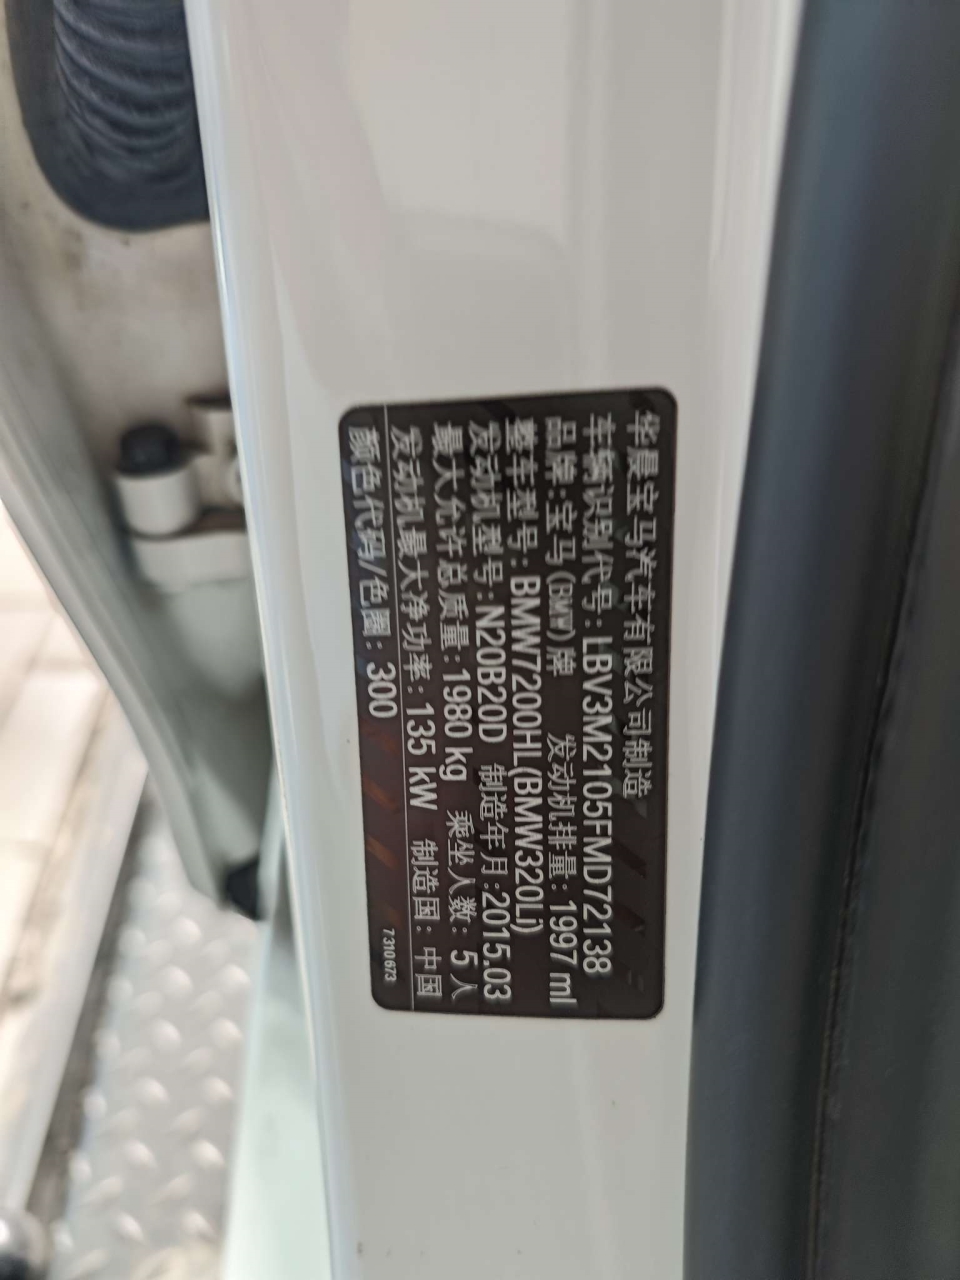 华晨宝马汽车有限公司制造
车辆识别代号: LBV3M2105FMD72138
品牌:宝马(BMW)牌 发动机排量: 1997 ml
整车型号: BMW7200HL(BMW320Li)
发动机型号: N20B20D 制造年月:2015.03
最大允许总质量: 1980 kg 乘坐人数: 5 人
发动机最大净功率: 135 kW 制造国: 中国
颜色代码/色圈: 300
7 310 673